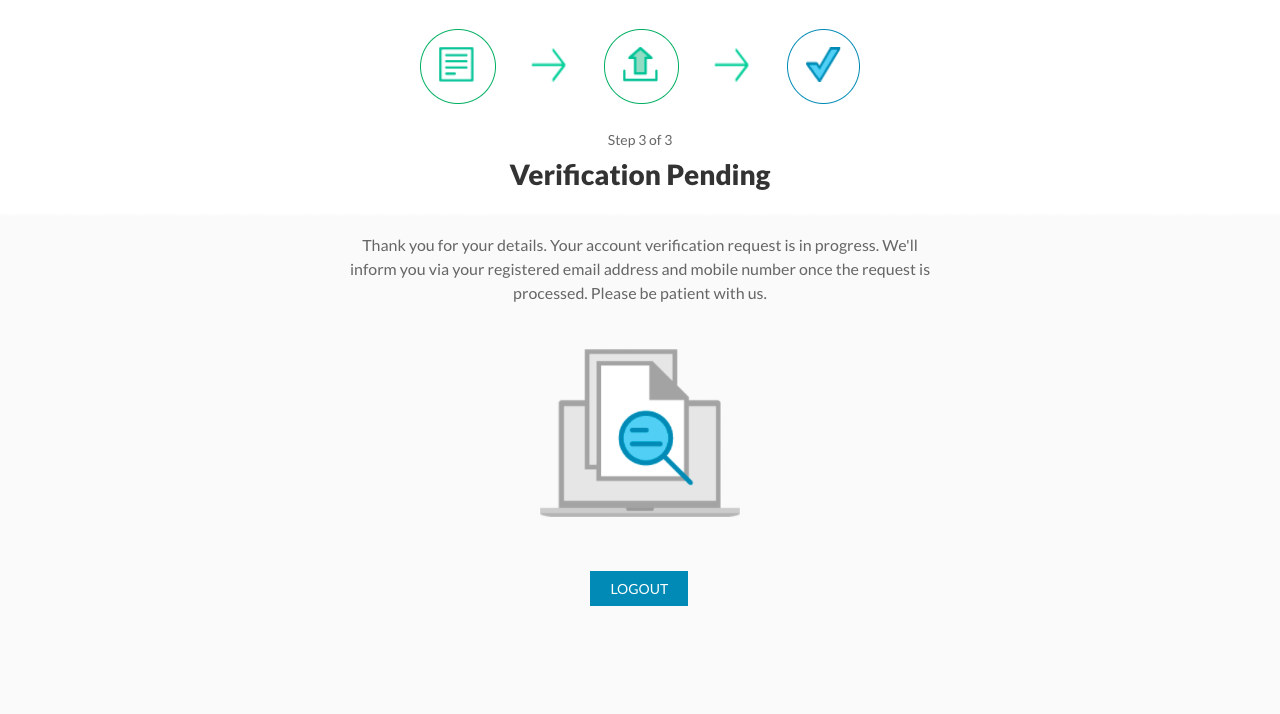 Step 3 of 3
Verification Pending
Thank you for your details. Your account verification request is in progress. We'll
inform you via your registered email address and mobile number once the request is
processed. Please be patient with us.
LOGOUT